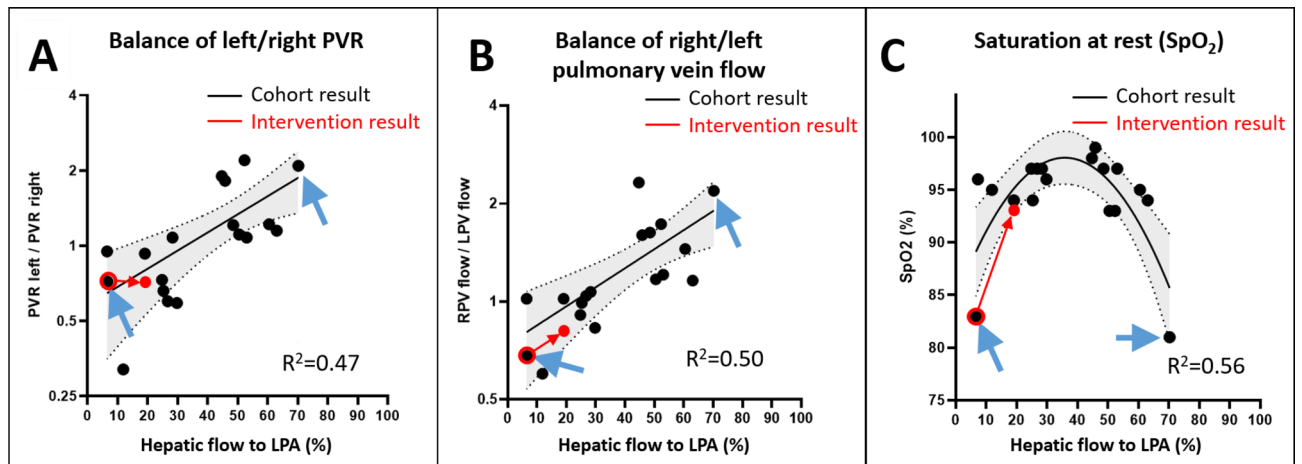 A
Balance of left/right PVR
Cohort result
Intervention result
PVR left / PVR right
4
2
1
0.5
0.25
R²=0.47
0 10 20 30 40 50 60 70 80 90 100
Hepatic flow to LPA (%)
B
Balance of right/left
pulmonary vein flow
Cohort result
Intervention result
RPV flow / LPV flow
4
2
1
0.5
R²=0.50
0 10 20 30 40 50 60 70 80 90 100
Hepatic flow to LPA (%)
C
Saturation at rest (SpO₂)
Cohort result
Intervention result
SpO2 (%)
100
95
90
85
80
75
R²=0.56
0 10 20 30 40 50 60 70 80 90 100
Hepatic flow to LPA (%)